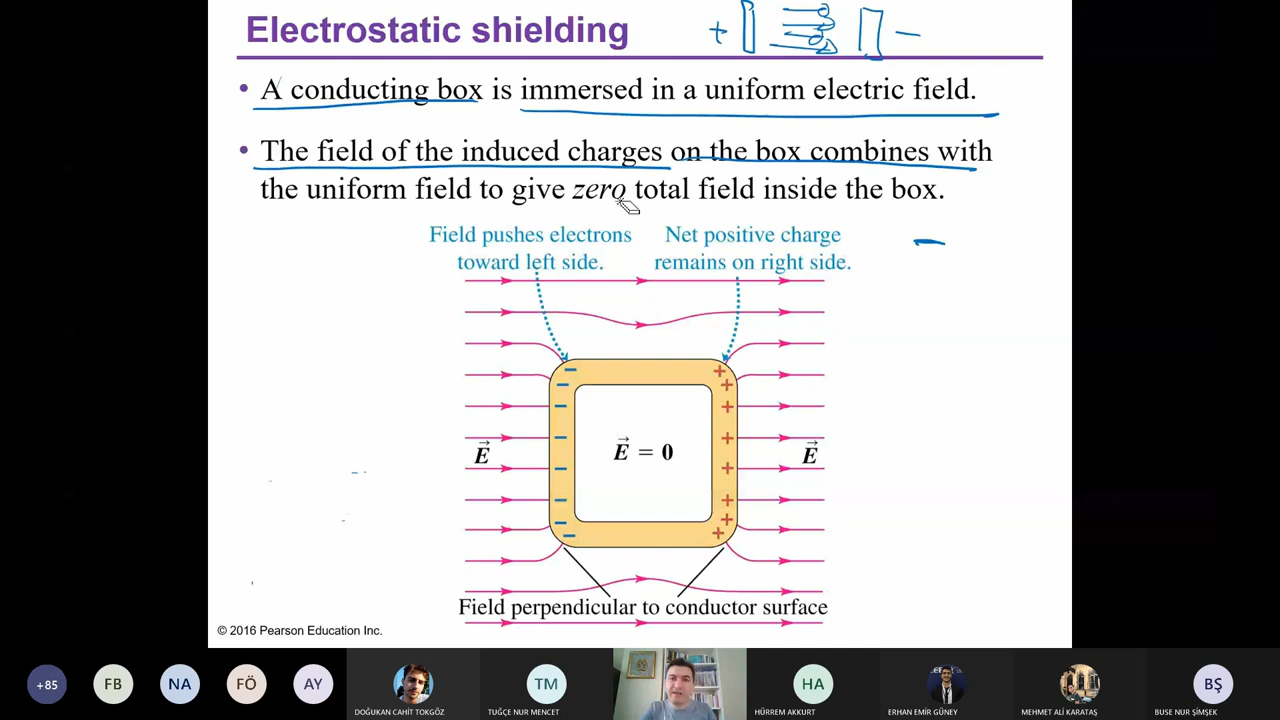 Electrostatic shielding
+ −
• A conducting box is immersed in a uniform electric field.
• The field of the induced charges on the box combines with
the uniform field to give zero total field inside the box.
Field pushes electrons
toward left side.
Net positive charge
remains on right side.
E⃗
E⃗ = 0
E⃗
Field perpendicular to conductor surface
© 2016 Pearson Education Inc.
+85
FB
NA
FÖ
AY
DOĞUKAN CAHİT TOKGÖZ
TM
TUĞÇE NUR MENCET
HA
HÜRREM AKKURT
ERHAN EMİR GÜNEY
MEHMET ALİ KARATAŞ
BŞ
BUSE NUR ŞİMŞEK